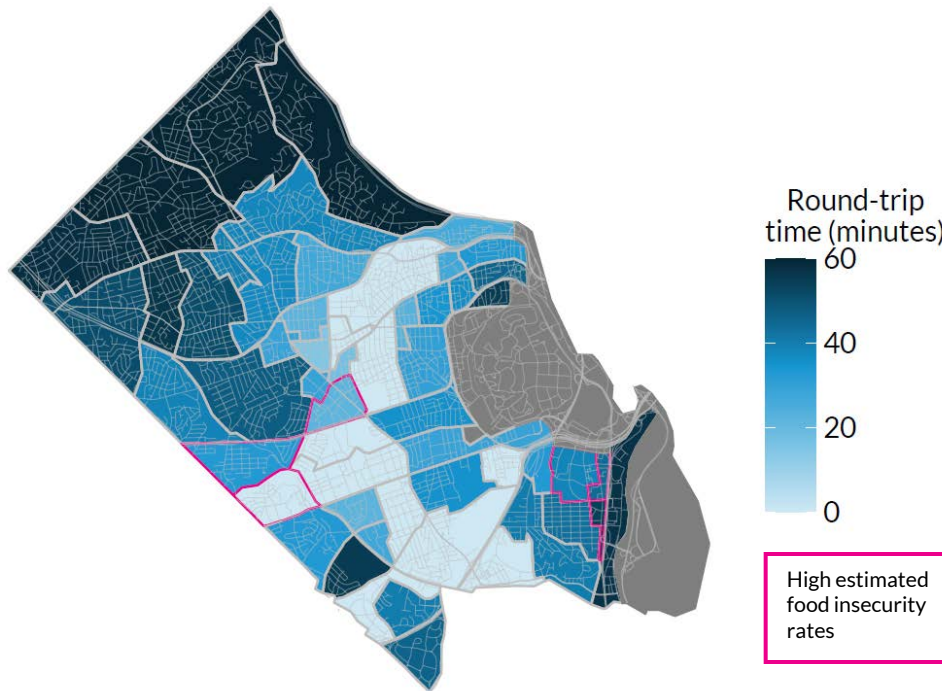 Round-trip
time (minutes)
60
40
20
0
High estimated
food insecurity
rates